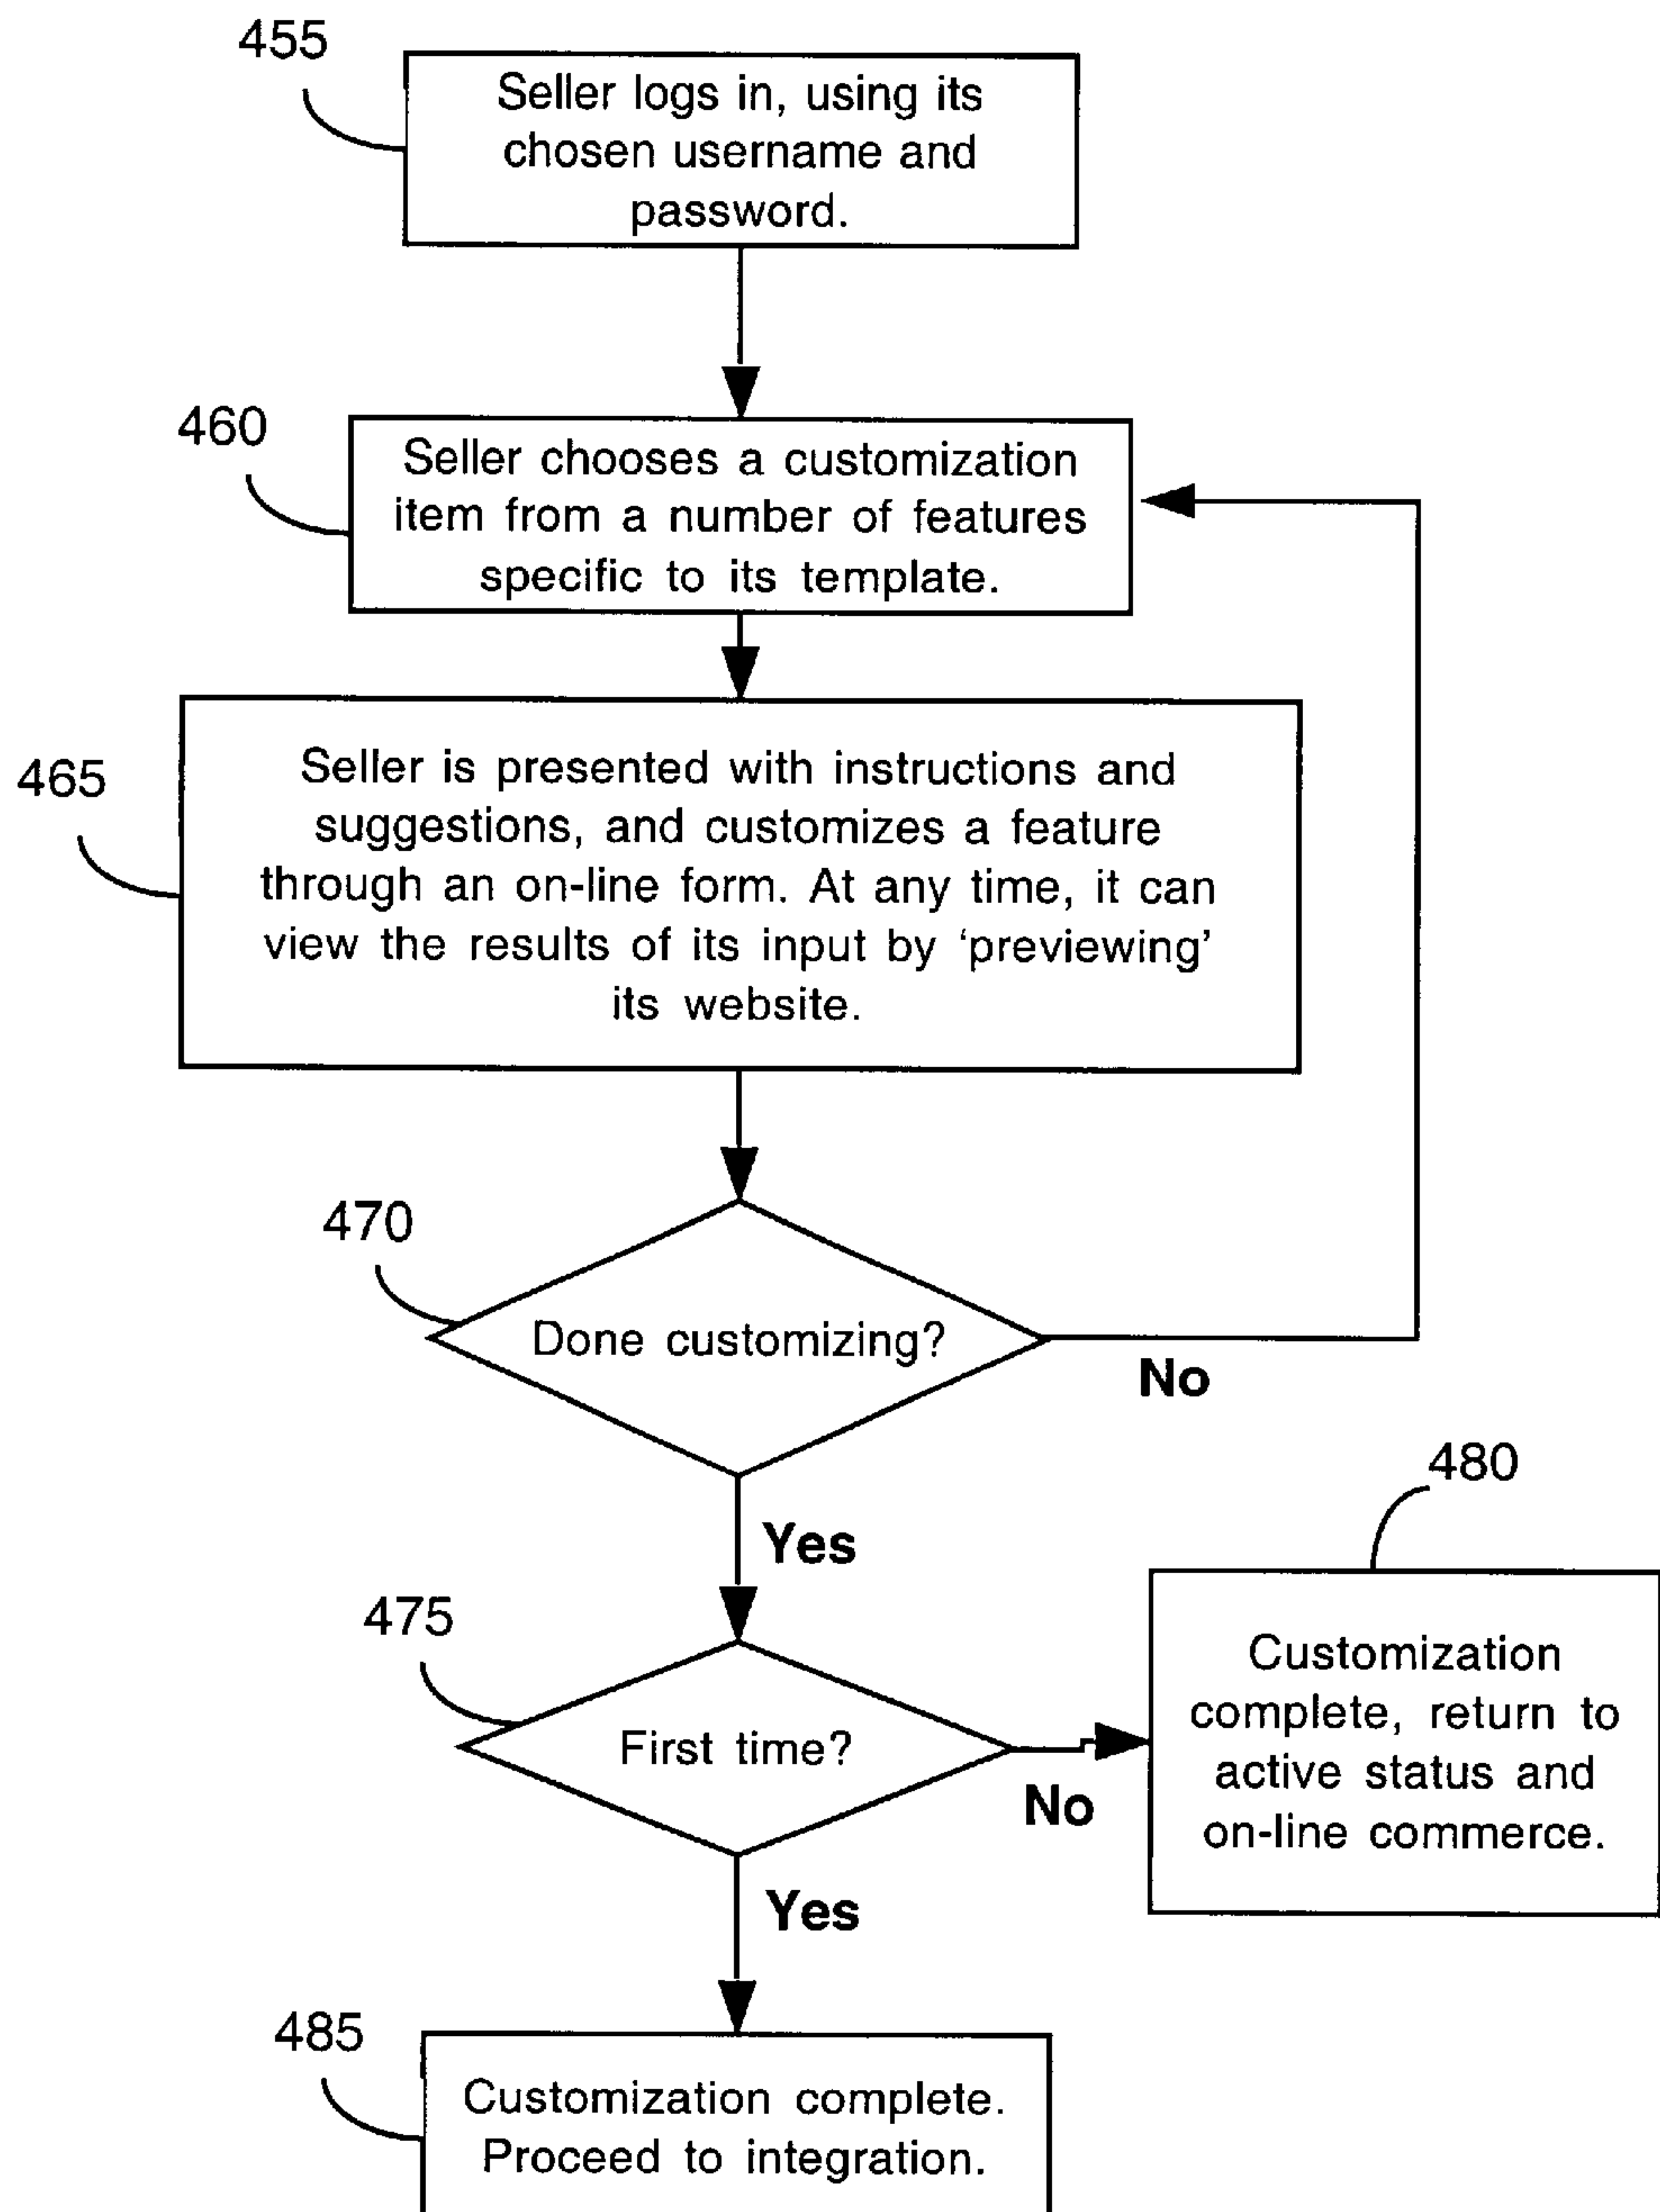 455
Seller logs in, using its
chosen username and
password.
460
Seller chooses a customization
item from a number of features
specific to its template.
465
Seller is presented with instructions and
suggestions, and customizes a feature
through an on-line form. At any time, it can
view the results of its input by ‘previewing’
its website.
470
Done customizing?
No
Yes
480
475
First time?
No
Customization
complete, return to
active status and
on-line commerce.
Yes
485
Customization complete.
Proceed to integration.